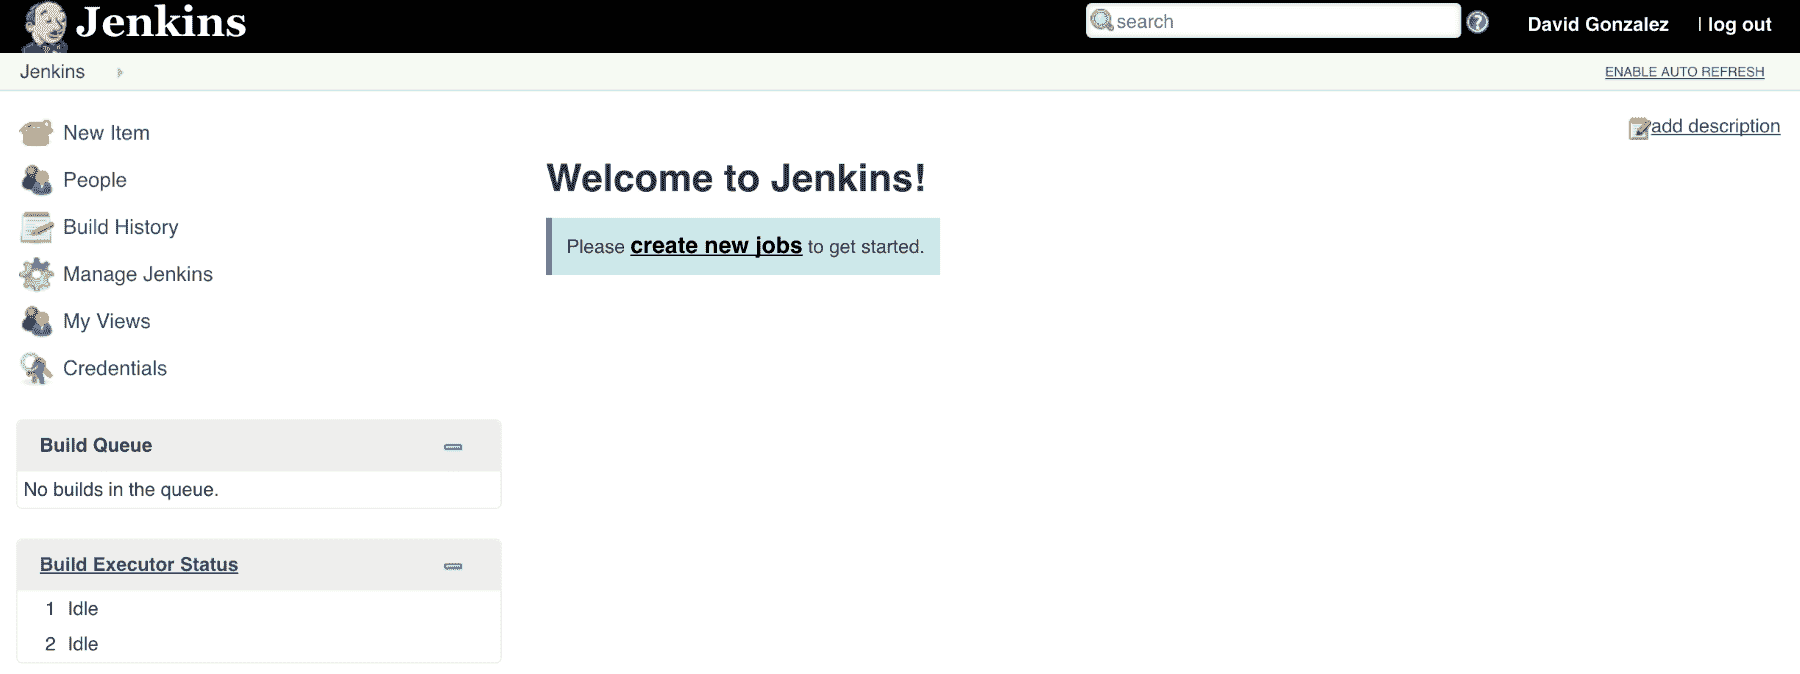 Jenkins
search
David Gonzalez | log out
Jenkins
ENABLE AUTO REFRESH
New Item
People
Build History
Manage Jenkins
My Views
Credentials
add description
Welcome to Jenkins!
Please create new jobs to get started.
Build Queue
No builds in the queue.
Build Executor Status
1 Idle
2 Idle